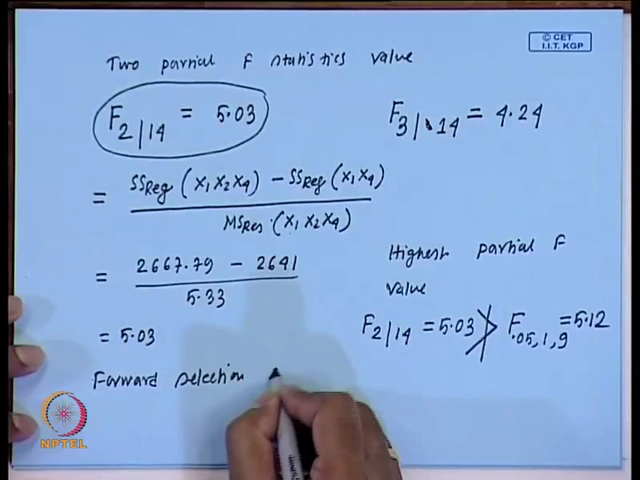 © CET
I.I.T. KGP
Two partial F statistics value
F2/14 = 5.03
F3/14 = 4.24
= SSReg (X1 X2 X4) - SSReg (X1 X4)
MSRes. (X1 X2 X4)
= 2667.79 - 2641
5.33
= 5.03
Highest partial F
value
F2/14 = 5.03 ≯ F.05,1,9 = 5.12
Forward selection
NPTEL